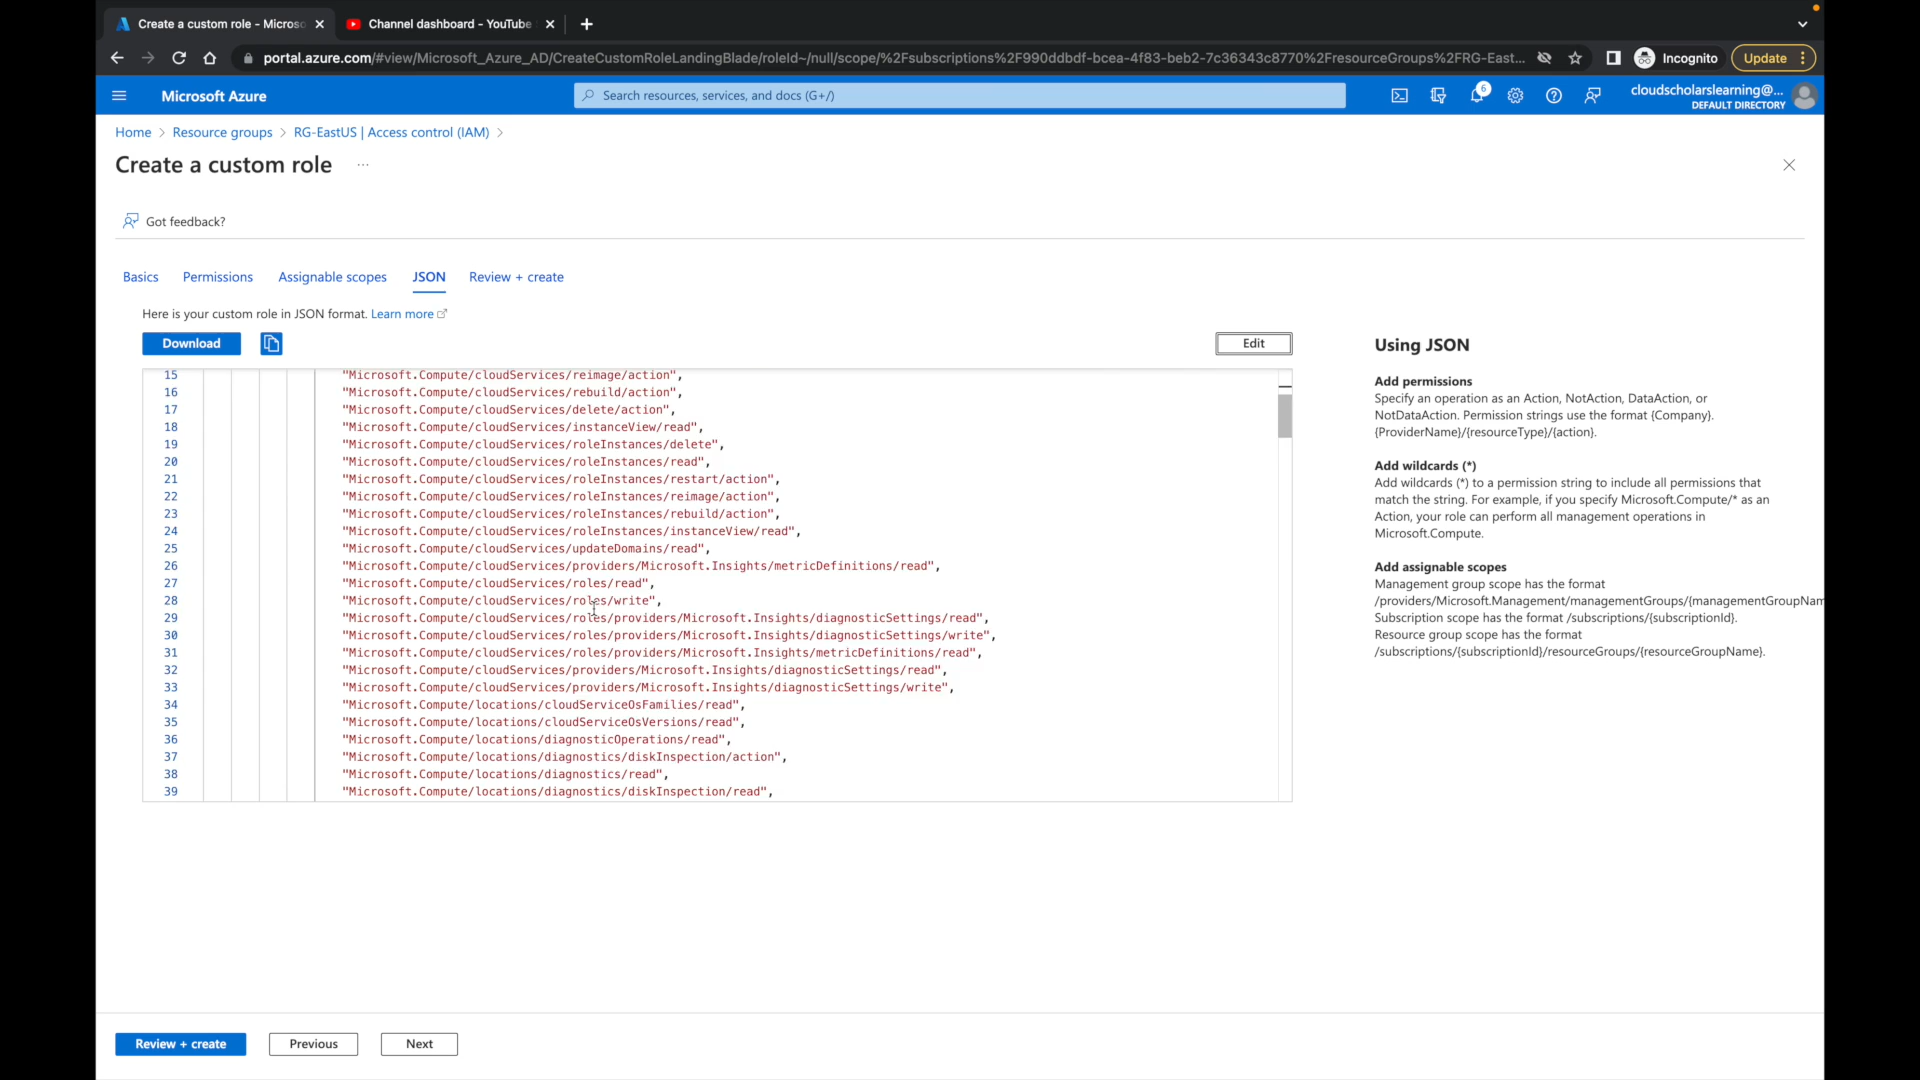 Create a custom role - Micros
Channel dashboard - YouTube
portal.azure.com/#view/Microsoft_Azure_AD/CreateCustomRoleLandingBlade/roleId~/null/scope/%2Fsubscriptions%2F990ddbdf-bcea-4f83-beb2-7c36343c8770%2FresourceGroups%2FRG-East...
Incognito
Update
Microsoft Azure
Search resources, services, and docs (G+/)
6
cloudscholarslearning@...
DEFAULT DIRECTORY
Home > Resource groups > RG-EastUS | Access control (IAM) >
Create a custom role ...
Got feedback?
Basics Permissions Assignable scopes JSON Review + create
Here is your custom role in JSON format. Learn more
Download
Edit
15 "Microsoft.Compute/cloudServices/reimage/action",
16 "Microsoft.Compute/cloudServices/rebuild/action",
17 "Microsoft.Compute/cloudServices/delete/action",
18 "Microsoft.Compute/cloudServices/instanceView/read",
19 "Microsoft.Compute/cloudServices/roleInstances/delete",
20 "Microsoft.Compute/cloudServices/roleInstances/read",
21 "Microsoft.Compute/cloudServices/roleInstances/restart/action",
22 "Microsoft.Compute/cloudServices/roleInstances/reimage/action",
23 "Microsoft.Compute/cloudServices/roleInstances/rebuild/action",
24 "Microsoft.Compute/cloudServices/roleInstances/instanceView/read",
25 "Microsoft.Compute/cloudServices/updateDomains/read",
26 "Microsoft.Compute/cloudServices/providers/Microsoft.Insights/metricDefinitions/read",
27 "Microsoft.Compute/cloudServices/roles/read",
28 "Microsoft.Compute/cloudServices/roles/write",
29 "Microsoft.Compute/cloudServices/roles/providers/Microsoft.Insights/diagnosticSettings/read",
30 "Microsoft.Compute/cloudServices/roles/providers/Microsoft.Insights/diagnosticSettings/write",
31 "Microsoft.Compute/cloudServices/roles/providers/Microsoft.Insights/metricDefinitions/read",
32 "Microsoft.Compute/cloudServices/providers/Microsoft.Insights/diagnosticSettings/read",
33 "Microsoft.Compute/cloudServices/providers/Microsoft.Insights/diagnosticSettings/write",
34 "Microsoft.Compute/locations/cloudServiceOsFamilies/read",
35 "Microsoft.Compute/locations/cloudServiceOsVersions/read",
36 "Microsoft.Compute/locations/diagnosticOperations/read",
37 "Microsoft.Compute/locations/diagnostics/diskInspection/action",
38 "Microsoft.Compute/locations/diagnostics/read",
39 "Microsoft.Compute/locations/diagnostics/diskInspection/read",
Using JSON
Add permissions
Specify an operation as an Action, NotAction, DataAction, or
NotDataAction. Permission strings use the format {Company}.
{ProviderName}/{resourceType}/{action}.
Add wildcards (*)
Add wildcards (*) to a permission string to include all permissions that
match the string. For example, if you specify Microsoft.Compute/* as an
Action, your role can perform all management operations in
Microsoft.Compute.
Add assignable scopes
Management group scope has the format
/providers/Microsoft.Management/managementGroups/{managementGroupNam
Subscription scope has the format /subscriptions/{subscriptionId}.
Resource group scope has the format
/subscriptions/{subscriptionId}/resourceGroups/{resourceGroupName}.
Review + create
Previous
Next